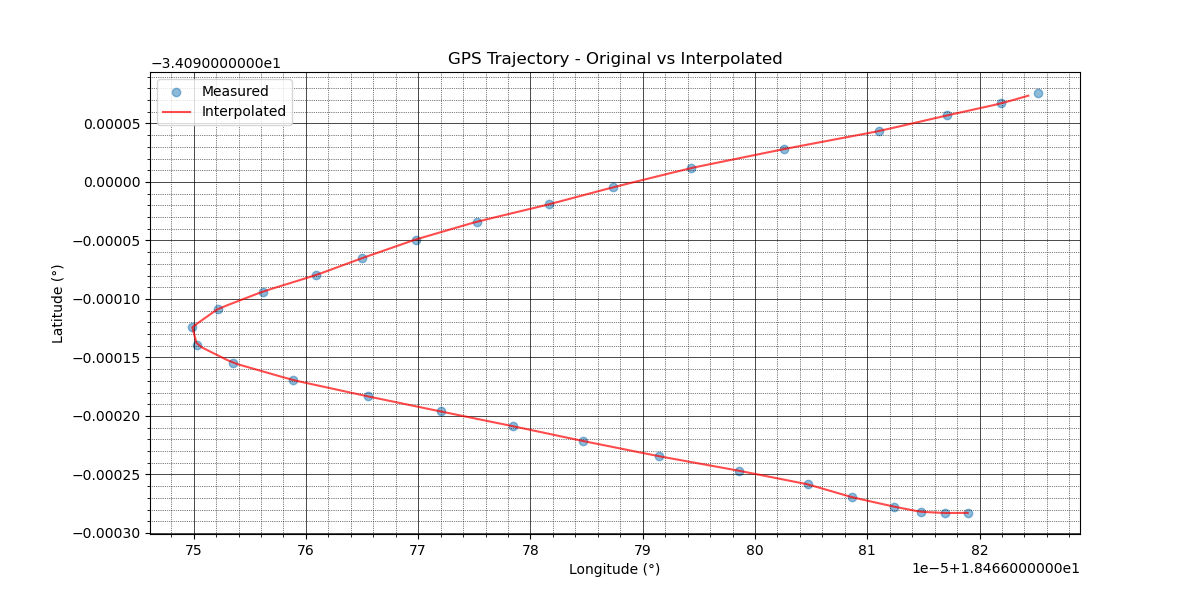 GPS Trajectory - Original vs Interpolated
−3.4090000000e1
Measured
Interpolated
0.00005
0.00000
−0.00005
−0.00010
−0.00015
−0.00020
−0.00025
−0.00030
Latitude (°)
75 76 77 78 79 80 81 82
Longitude (°)
1e−5+1.8466000000e1